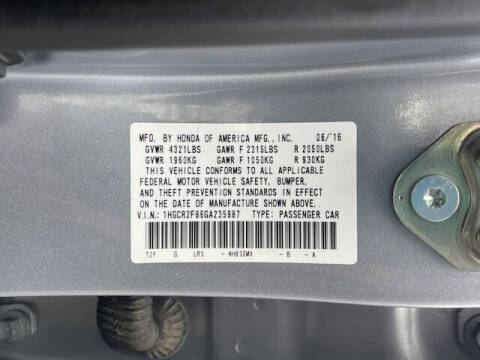 MFD. BY HONDA OF AMERICA MFG., INC. 06/16
GVWR 4321LBS GAWR F 2315LBS R 2050LBS
GVWR 1960KG GAWR F 1050KG R 930KG
THIS VEHICLE CONFORMS TO ALL APPLICABLE
FEDERAL MOTOR VEHICLE SAFETY, BUMPER,
AND THEFT PREVENTION STANDARDS IN EFFECT
ON THE DATE OF MANUFACTURE SHOWN ABOVE.
V.I.N.: 1HGCR2F86GA235987 TYPE: PASSENGER CAR
G LRS - NH830MX - B - A